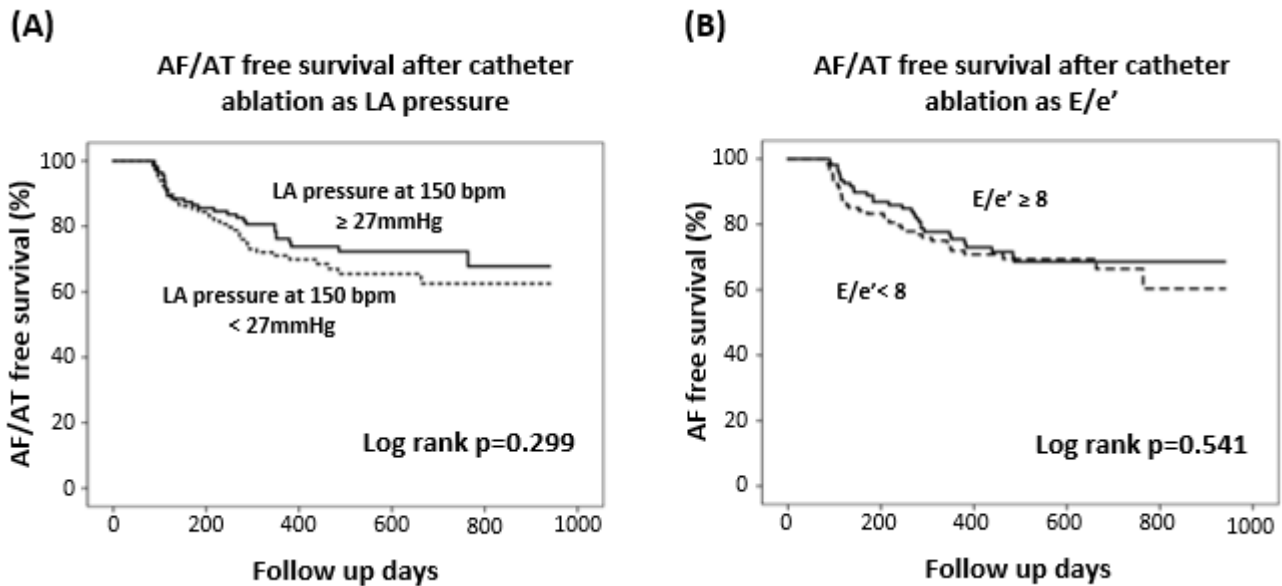 (A)
AF/AT free survival after catheter
ablation as LA pressure
AF/AT free survival (%)
100
80
60
40
20
0
LA pressure at 150 bpm
≥ 27mmHg
LA pressure at 150 bpm
< 27mmHg
Log rank p=0.299
0 200 400 600 800 1000
Follow up days
(B)
AF/AT free survival after catheter
ablation as E/e’
AF free survival (%)
100
80
60
40
20
0
E/e’ ≥ 8
E/e’< 8
Log rank p=0.541
0 200 400 600 800 1000
Follow up days